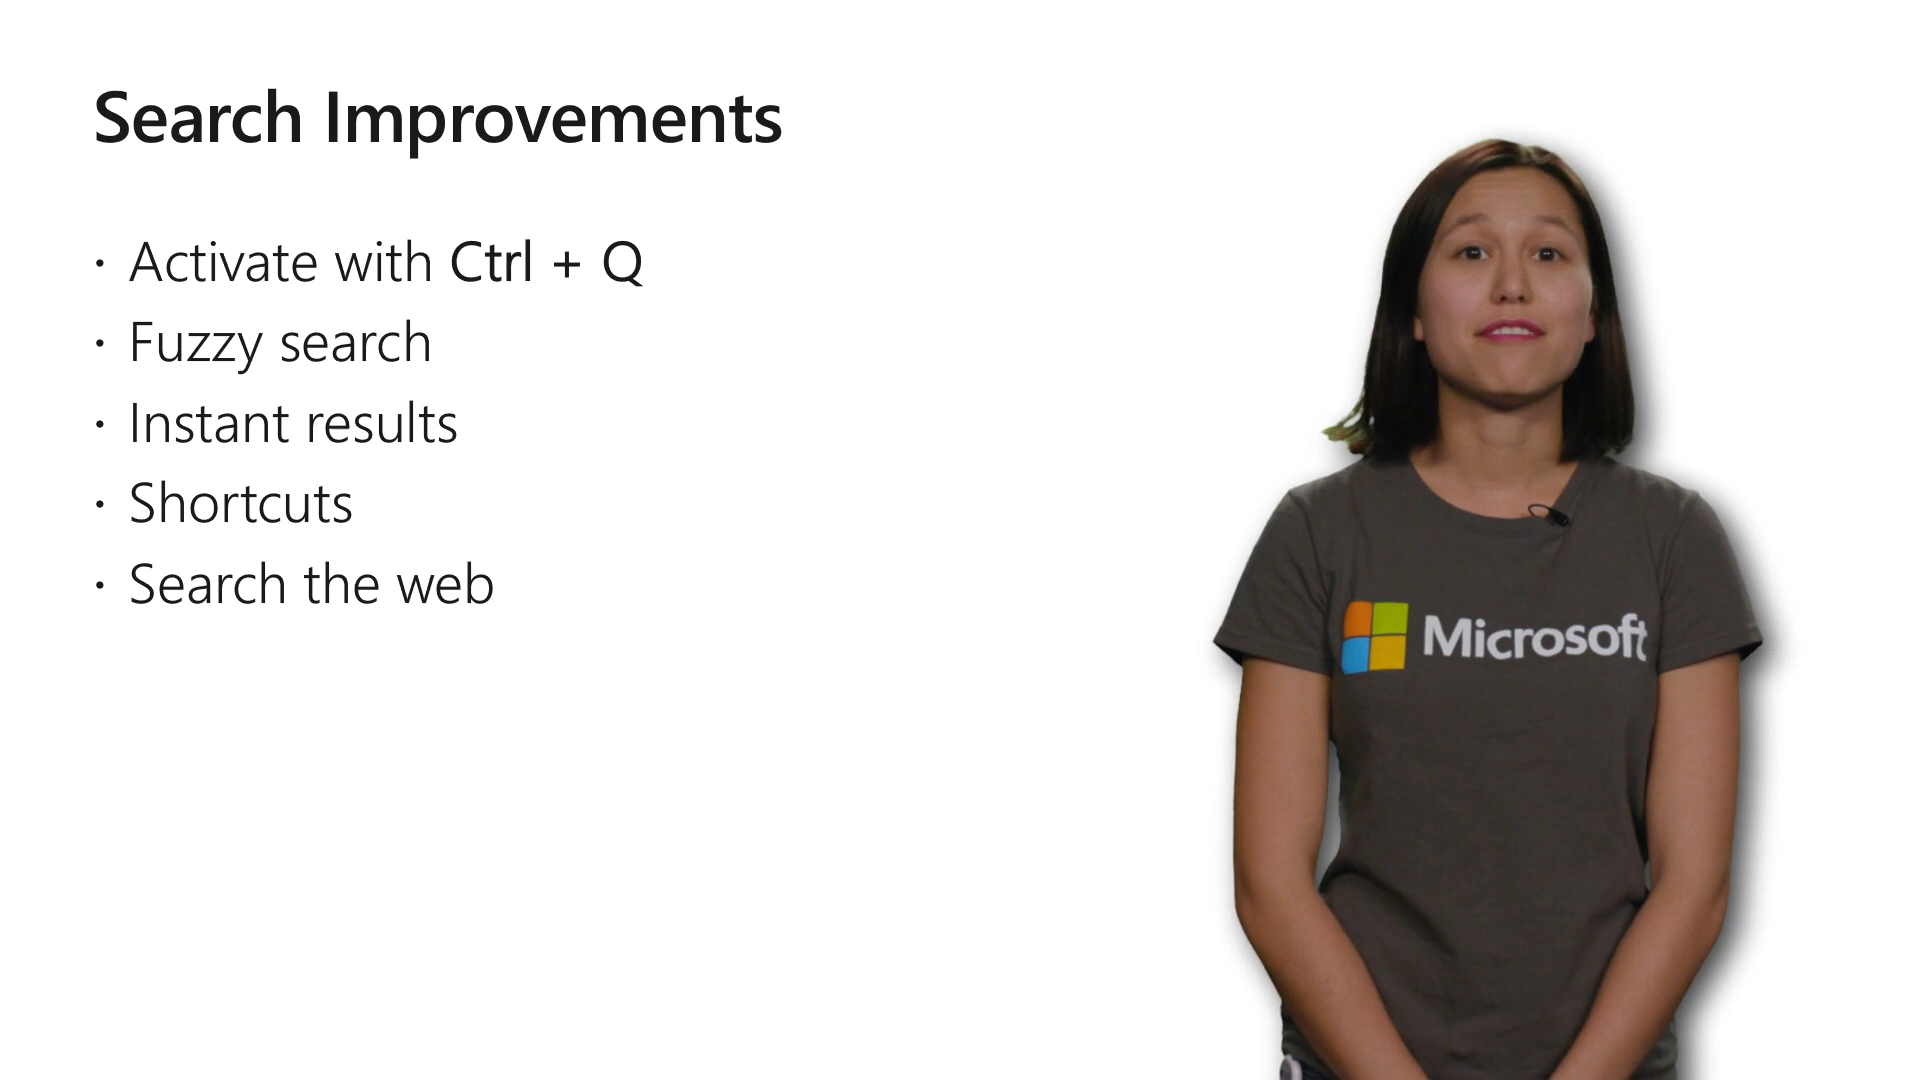 Search Improvements
· Activate with Ctrl + Q
· Fuzzy search
· Instant results
· Shortcuts
· Search the web
Microsoft